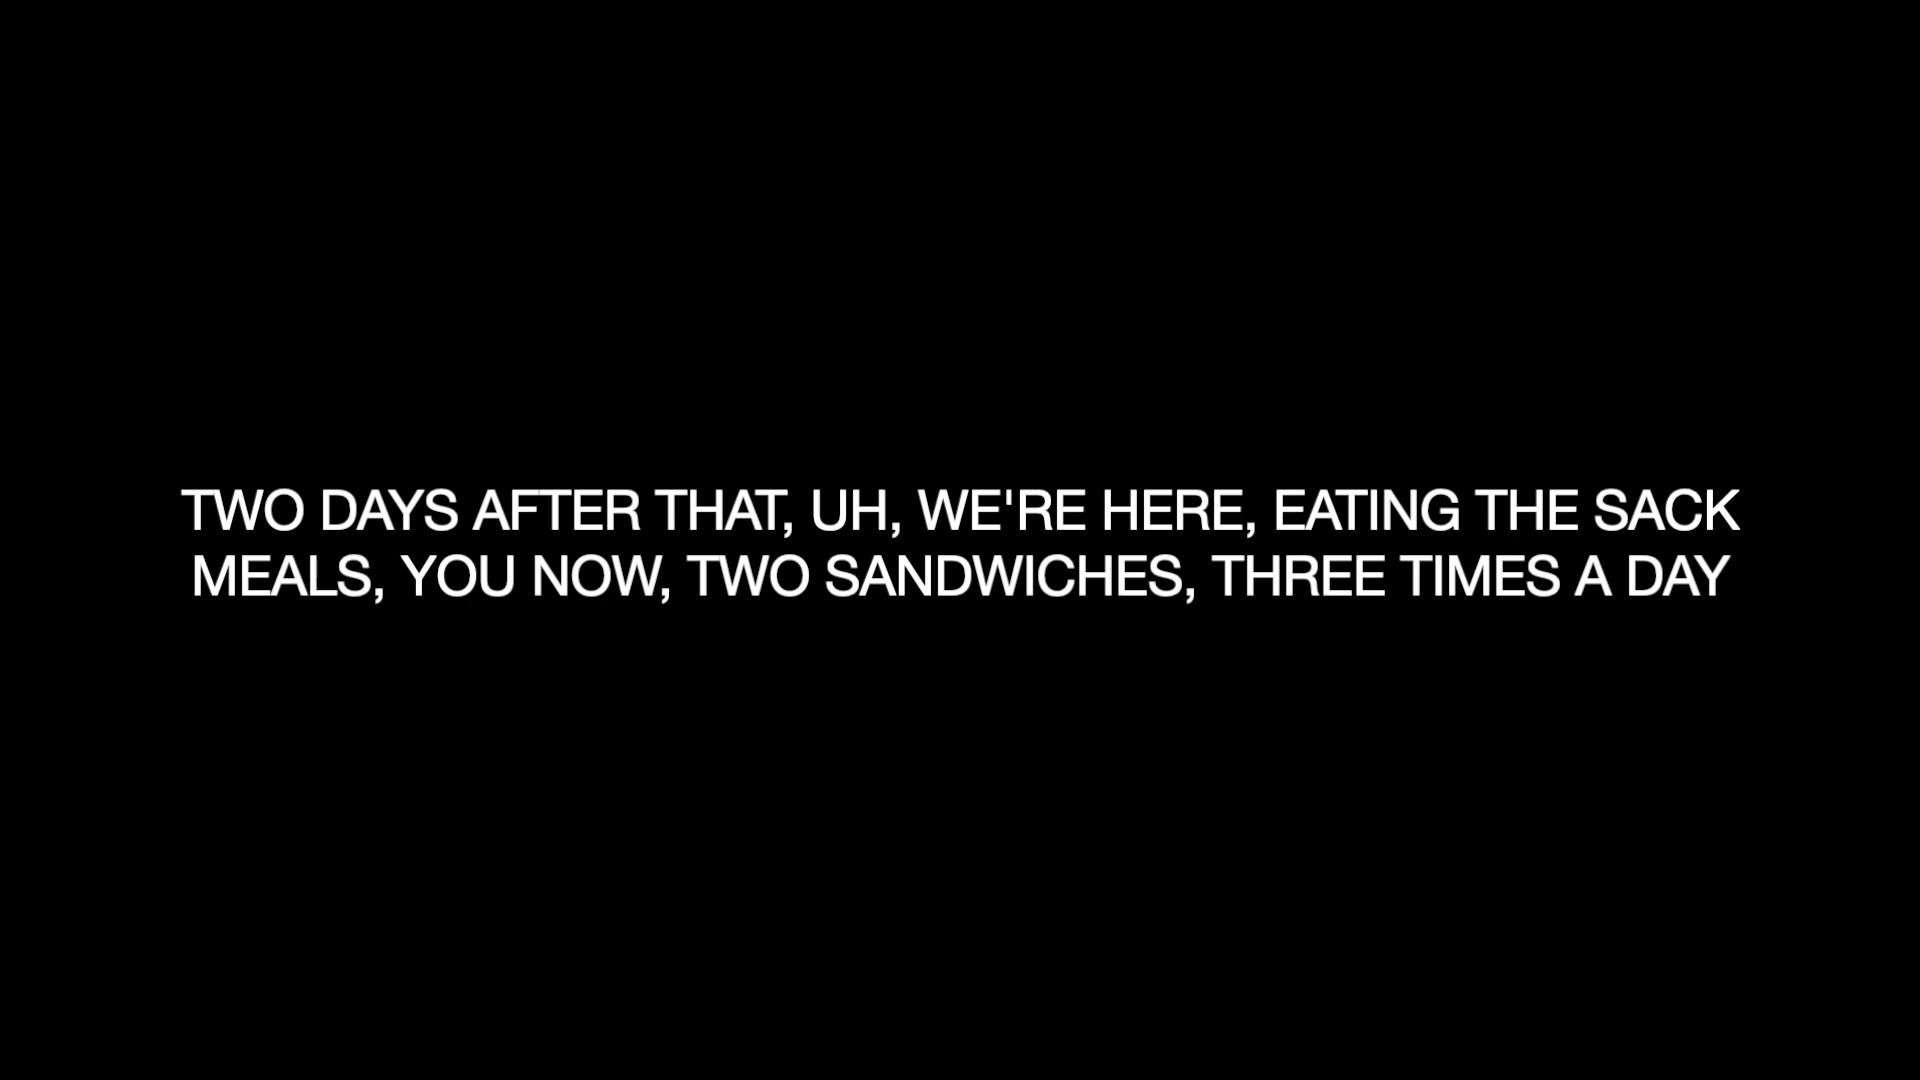 TWO DAYS AFTER THAT, UH, WE'RE HERE, EATING THE SACK
MEALS, YOU NOW, TWO SANDWICHES, THREE TIMES A DAY